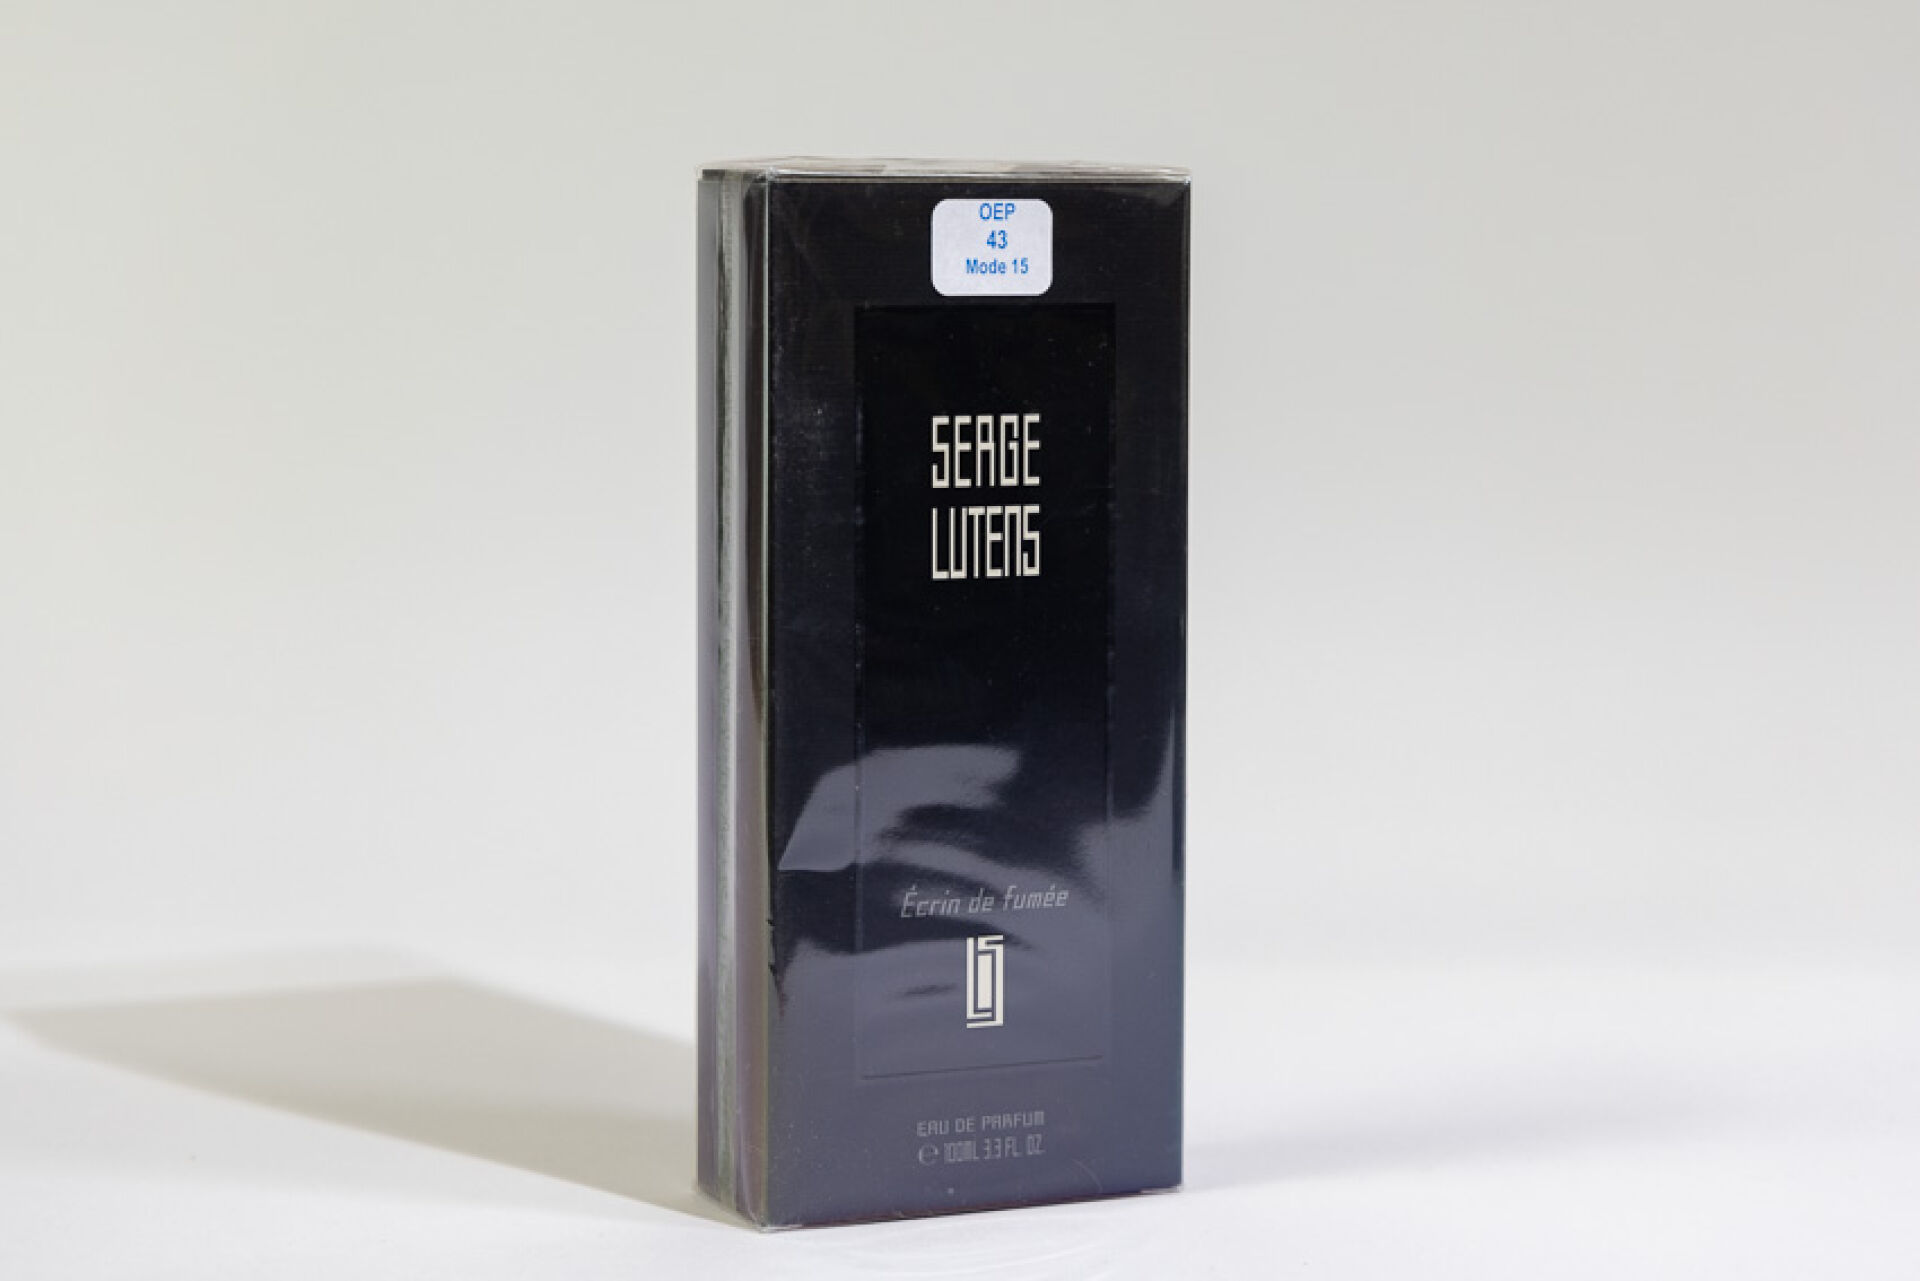 OEP
43
Mode 15
SERGE
LUTENS
Écrin de fumée
EAU DE PARFUM
℮ 100ML 3.3 FL. OZ.